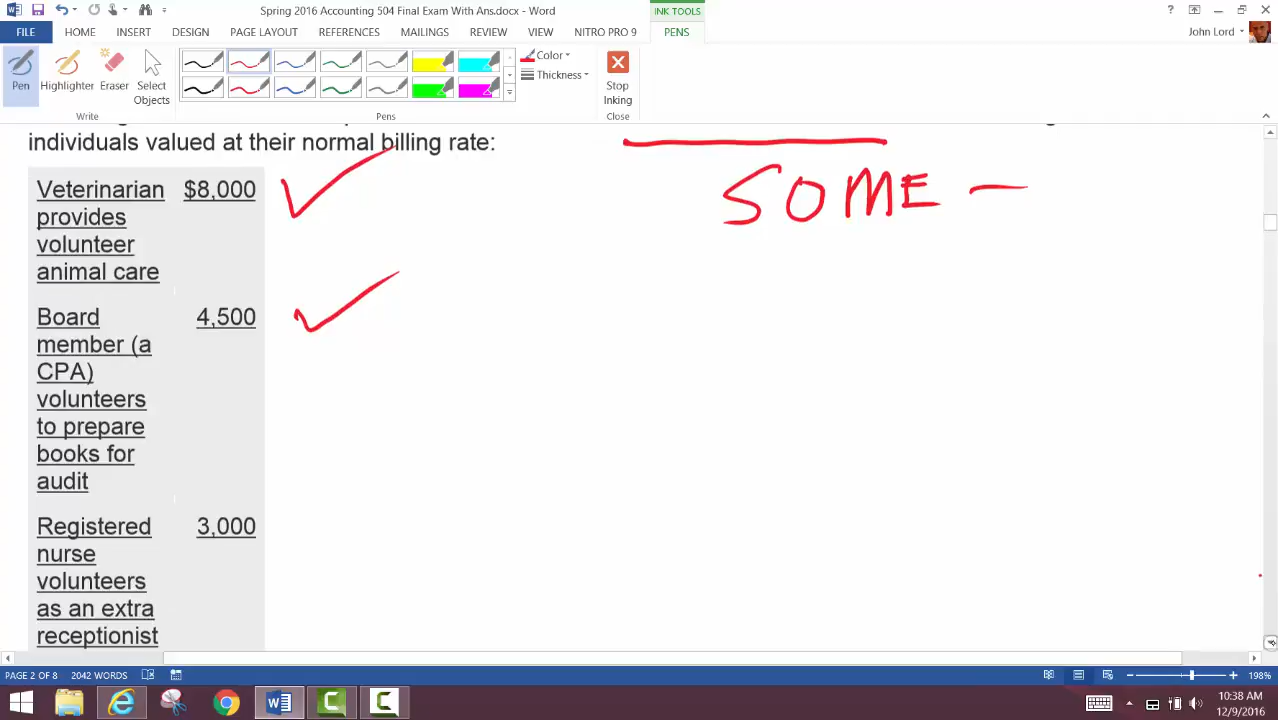 Spring 2016 Accounting 504 Final Exam With Ans.docx - Word
INK TOOLS
FILE HOME INSERT DESIGN PAGE LAYOUT REFERENCES MAILINGS REVIEW VIEW NITRO PRO 9 PENS
John Lord
Pen Highlighter Eraser Select Objects
Color
Thickness
Stop Inking
Write Pens Close
individuals valued at their normal billing rate:
SOME -
Veterinarian $8,000
provides
volunteer
animal care
Board 4,500
member (a
CPA)
volunteers
to prepare
books for
audit
Registered 3,000
nurse
volunteers
as an extra
receptionist
PAGE 2 OF 8 2042 WORDS 198%
10:38 AM
12/9/2016